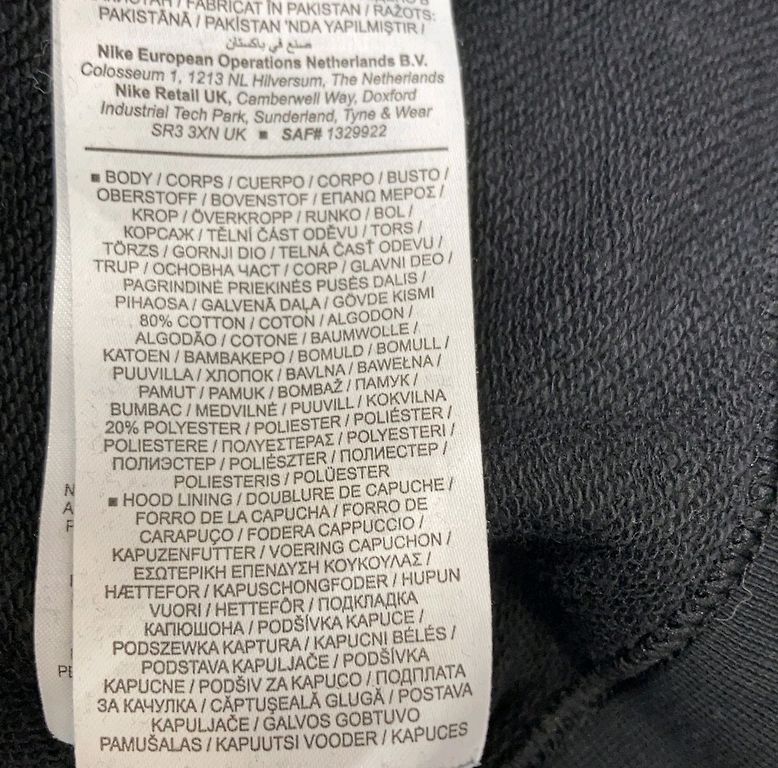 / FABRICAT ÎN PAKISTAN / RAŽOTS:
PAKISTĀNĀ / PAKİSTAN 'NDA YAPILMIŞTIR /
صنع في باكستان
Nike European Operations Netherlands B.V.
Colosseum 1, 1213 NL Hilversum, The Netherlands
Nike Retail UK, Camberwell Way, Doxford
Industrial Tech Park, Sunderland, Tyne & Wear
SR3 3XN UK ■ SAF# 1329922
■ BODY / CORPS / CUERPO / CORPO / BUSTO /
OBERSTOFF / BOVENSTOF / ΕΠΑΝΩ ΜΕΡΟΣ /
KROP / ÖVERKROPP / RUNKO / BOL /
КОРСАЖ / TĚLNÍ ČÁST ODĚVU / TORS /
TÖRZS / GORNJI DIO / TELNÁ ČASŤ ODEVU /
TRUP / ОСНОВНА ЧАСТ / CORP / GLAVNI DEO /
PAGRINDINĖ PRIEKINĖS PUSĖS DALIS /
PIHAOSA / GALVENĀ DAĻA / GÖVDE KISMI
80% COTTON / COTON / ALGODON /
ALGODÃO / COTONE / BAUMWOLLE /
KATOEN / ΒΑΜΒΑΚΕΡΟ / BOMULD / BOMULL /
PUUVILLA / ХЛОПОК / BAVLNA / BAWEŁNA /
PAMUT / PAMUK / BOMBAŽ / ПАМУК /
BUMBAC / MEDVILNĖ / PUUVILL / KOKVILNA
20% POLYESTER / POLIESTER / POLIÉSTER /
POLIESTERE / ΠΟΛΥΕΣΤΕΡΑΣ / POLYESTERI /
ПОЛИЭСТЕР / POLIÉSZTER / ПОЛИЕСТЕР /
POLIESTERIS / POLÜESTER
■ HOOD LINING / DOUBLURE DE CAPUCHE /
FORRO DE LA CAPUCHA / FORRO DE
CARAPUÇO / FODERA CAPPUCCIO /
KAPUZENFUTTER / VOERING CAPUCHON /
ΕΣΩΤΕΡΙΚΗ ΕΠΕΝΔΥΣΗ ΚΟΥΚΟΥΛΑΣ /
HÆTTEFOR / KAPUSCHONGFODER / HUPUN
VUORI / HETTEFÔR / ПОДКЛАДКА
КАПЮШОНА / PODŠÍVKA KAPUCE /
PODSZEWKA KAPTURA / KAPUCNI BÉLÉS /
PODSTAVA KAPULJAČE / PODŠÍVKA
KAPUCNE / PODŠIV ZA KAPUCO / ПОДПЛАТА
ЗА КАЧУЛКА / CĂPTUŞEALĂ GLUGĂ / POSTAVA
KAPULJAČE / GALVOS GOBTUVO
PAMUŠALAS / KAPUUTSI VOODER / KAPUCES